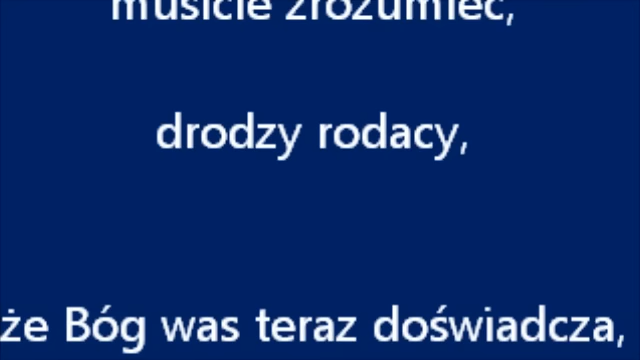 musicie zrozumieć,
drodzy rodacy,
że Bóg was teraz doświadcza,